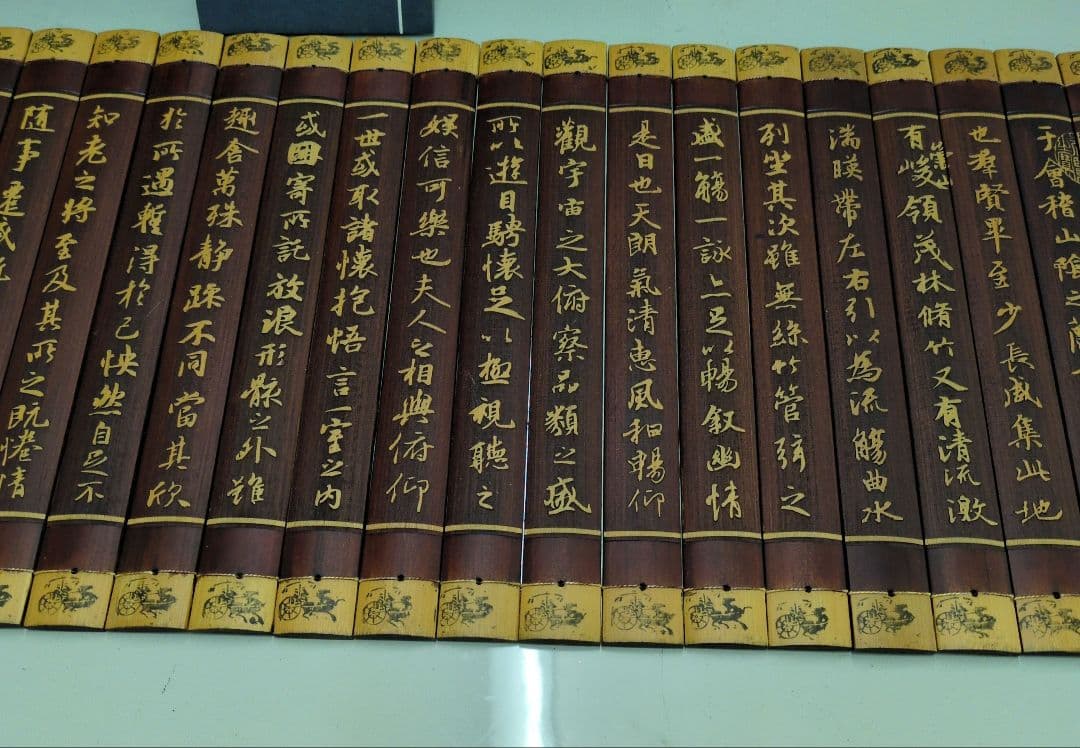 于會稽山陰之蘭
也羣賢畢至少長咸集此地
有崇山峻領茂林脩竹又有清流激
湍暎帶左右引以為流觴曲水
列坐其次雖無絲竹管弦之
盛一觴一詠亦足以暢叙幽情
是日也天朗氣清惠風和暢仰
觀宇宙之大俯察品類之盛
所以遊目騁懷足以極視聽之
娛信可樂也夫人之相與俯仰
一世或取諸懷抱悟言一室之內
或因寄所託放浪形骸之外雖
趣舍萬殊靜躁不同當其欣
於所遇暫得於己怏然自足不
知老之將至及其所之既惓情
隨事遷感